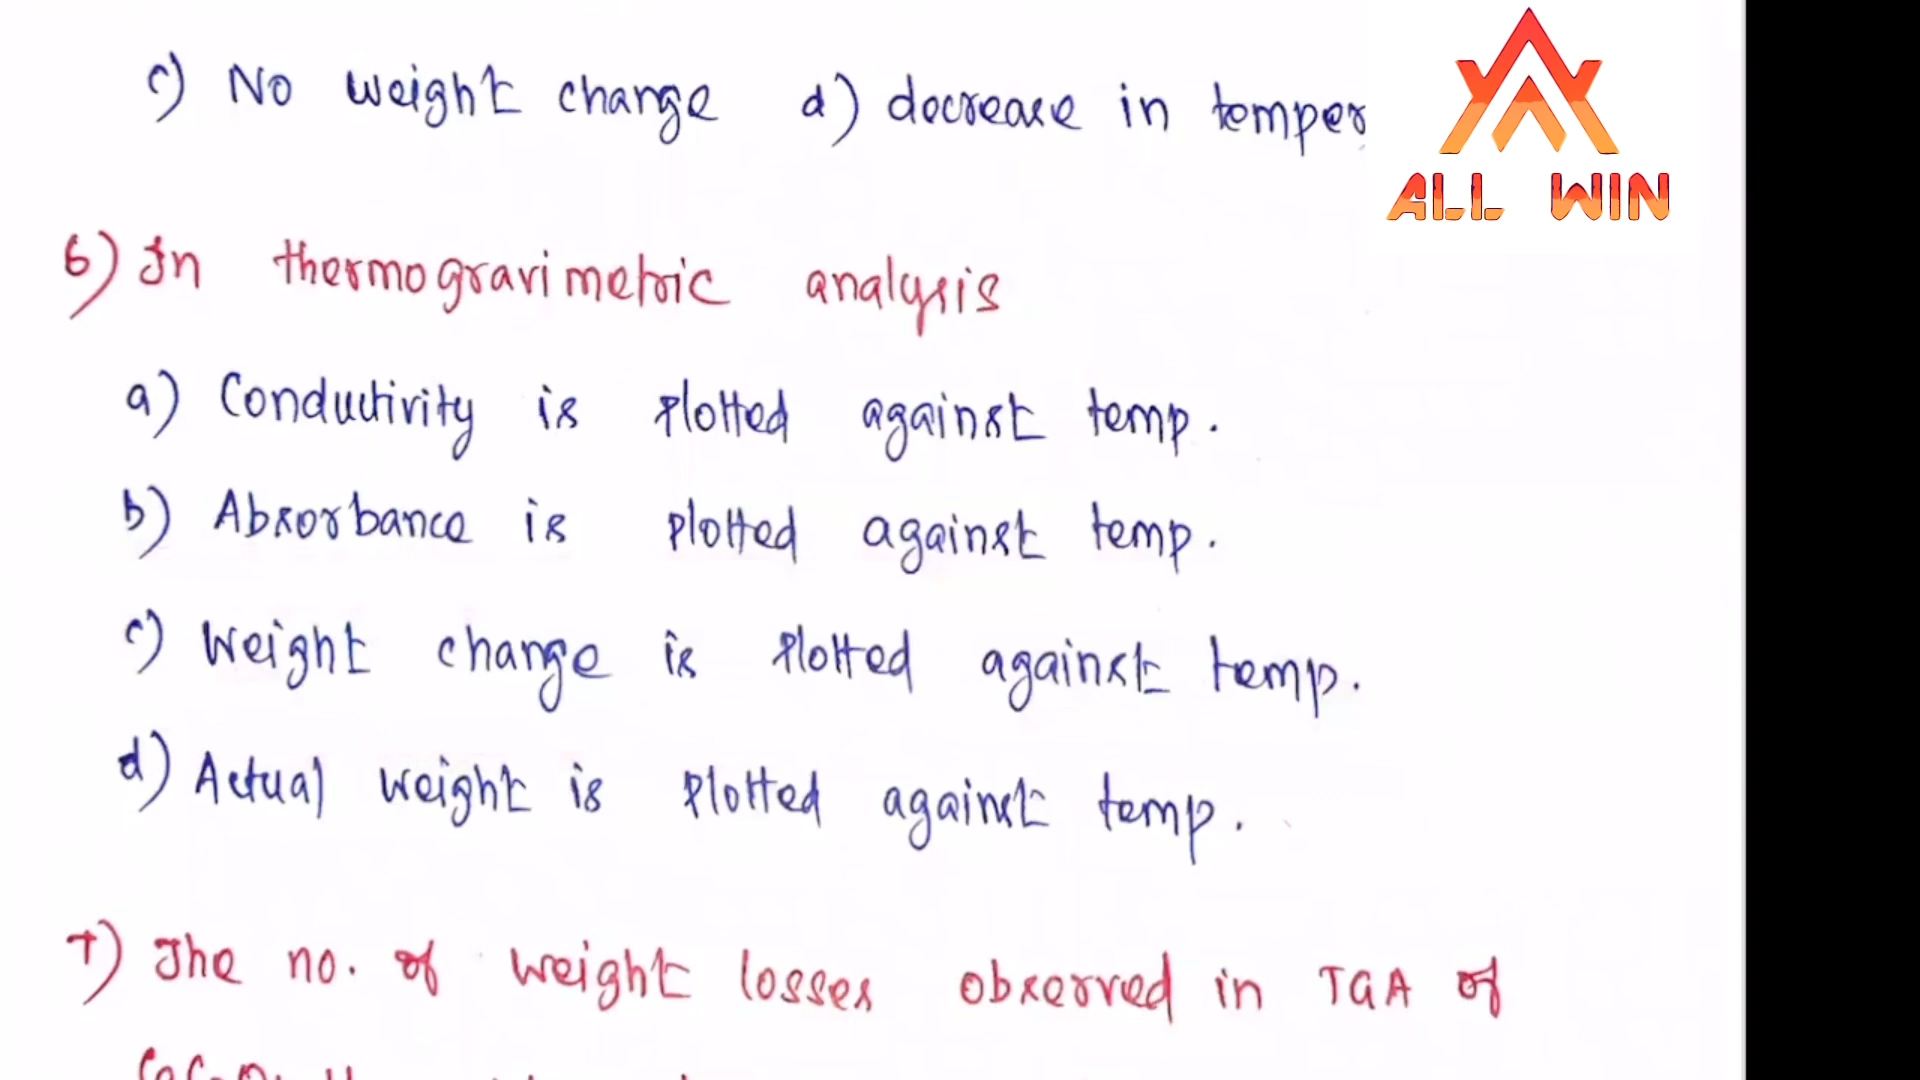 c) No weight change d) decrease in temper
ALL WIN
6) In thermogravimetric analysis
a) Conductivity is plotted against temp.
b) Absorbance is plotted against temp.
c) Weight change is plotted against temp.
d) Actual weight is plotted against temp.
7) The no. of weight losses observed in TGA of